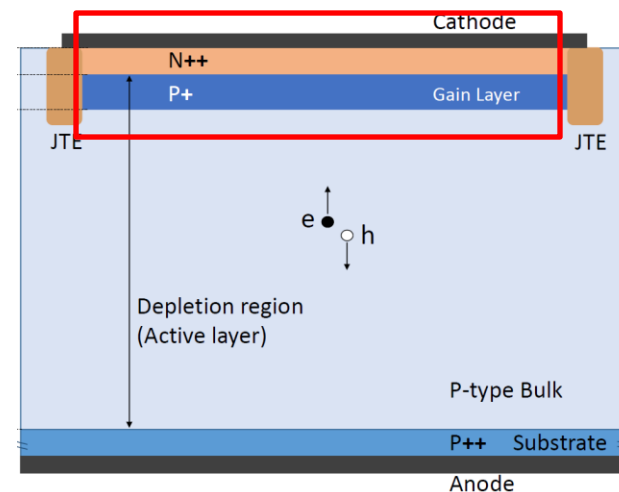 Cathode
N++
P+
Gain Layer
JTE
JTE
e
h
Depletion region
(Active layer)
P-type Bulk
P++ Substrate
Anode